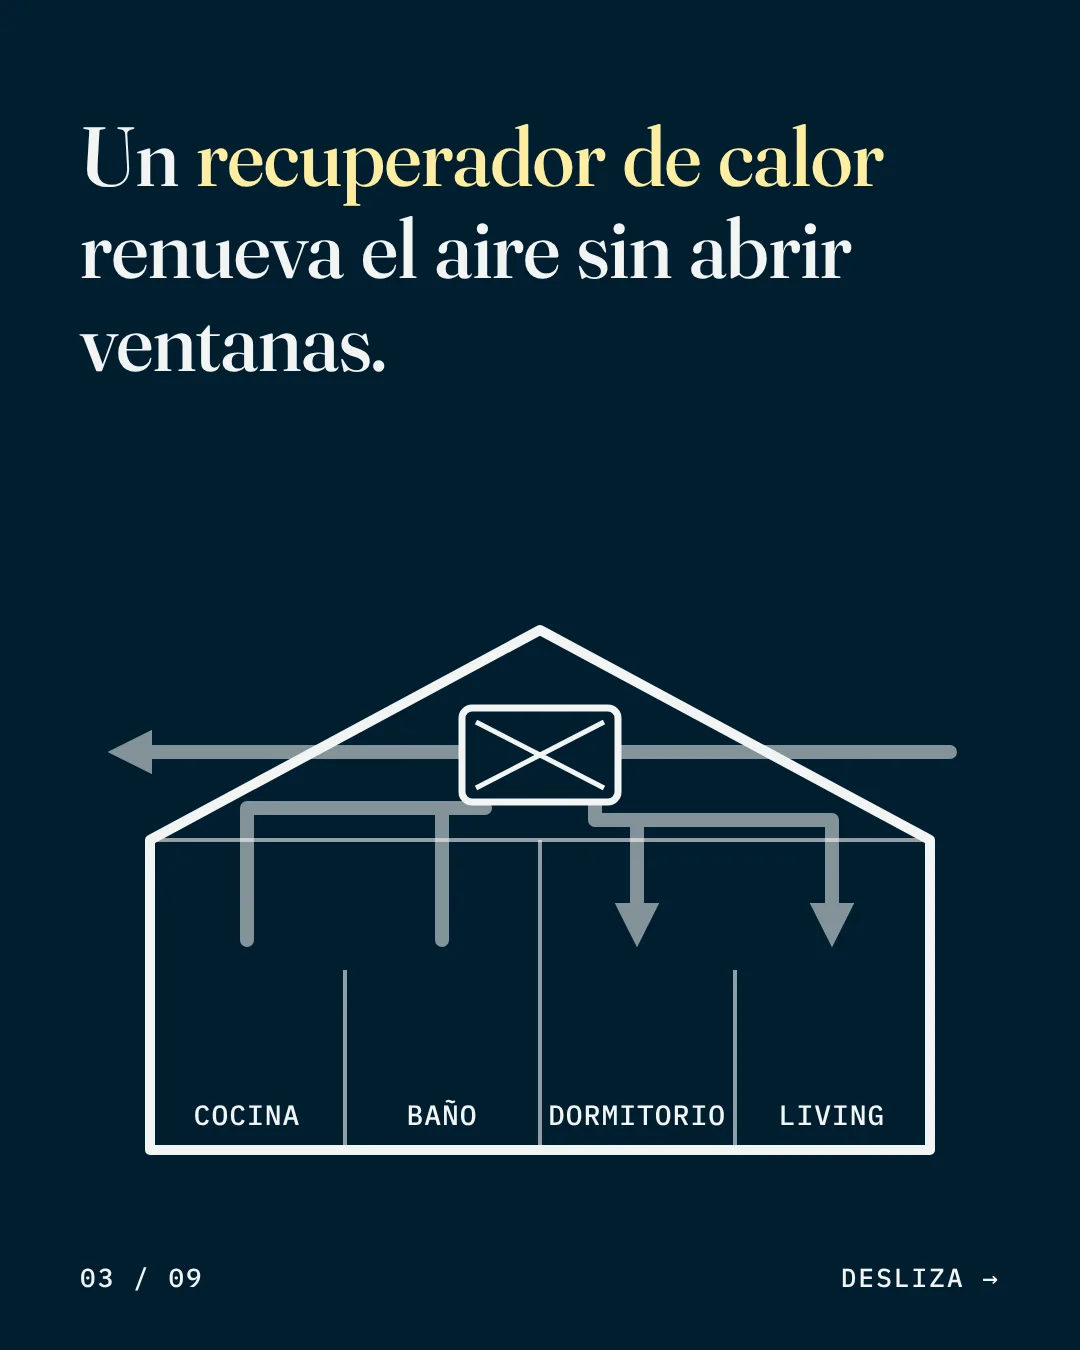 Un recuperador de calor
renueva el aire sin abrir
ventanas.
COCINA
BAÑO
DORMITORIO
LIVING
03 / 09
DESLIZA →